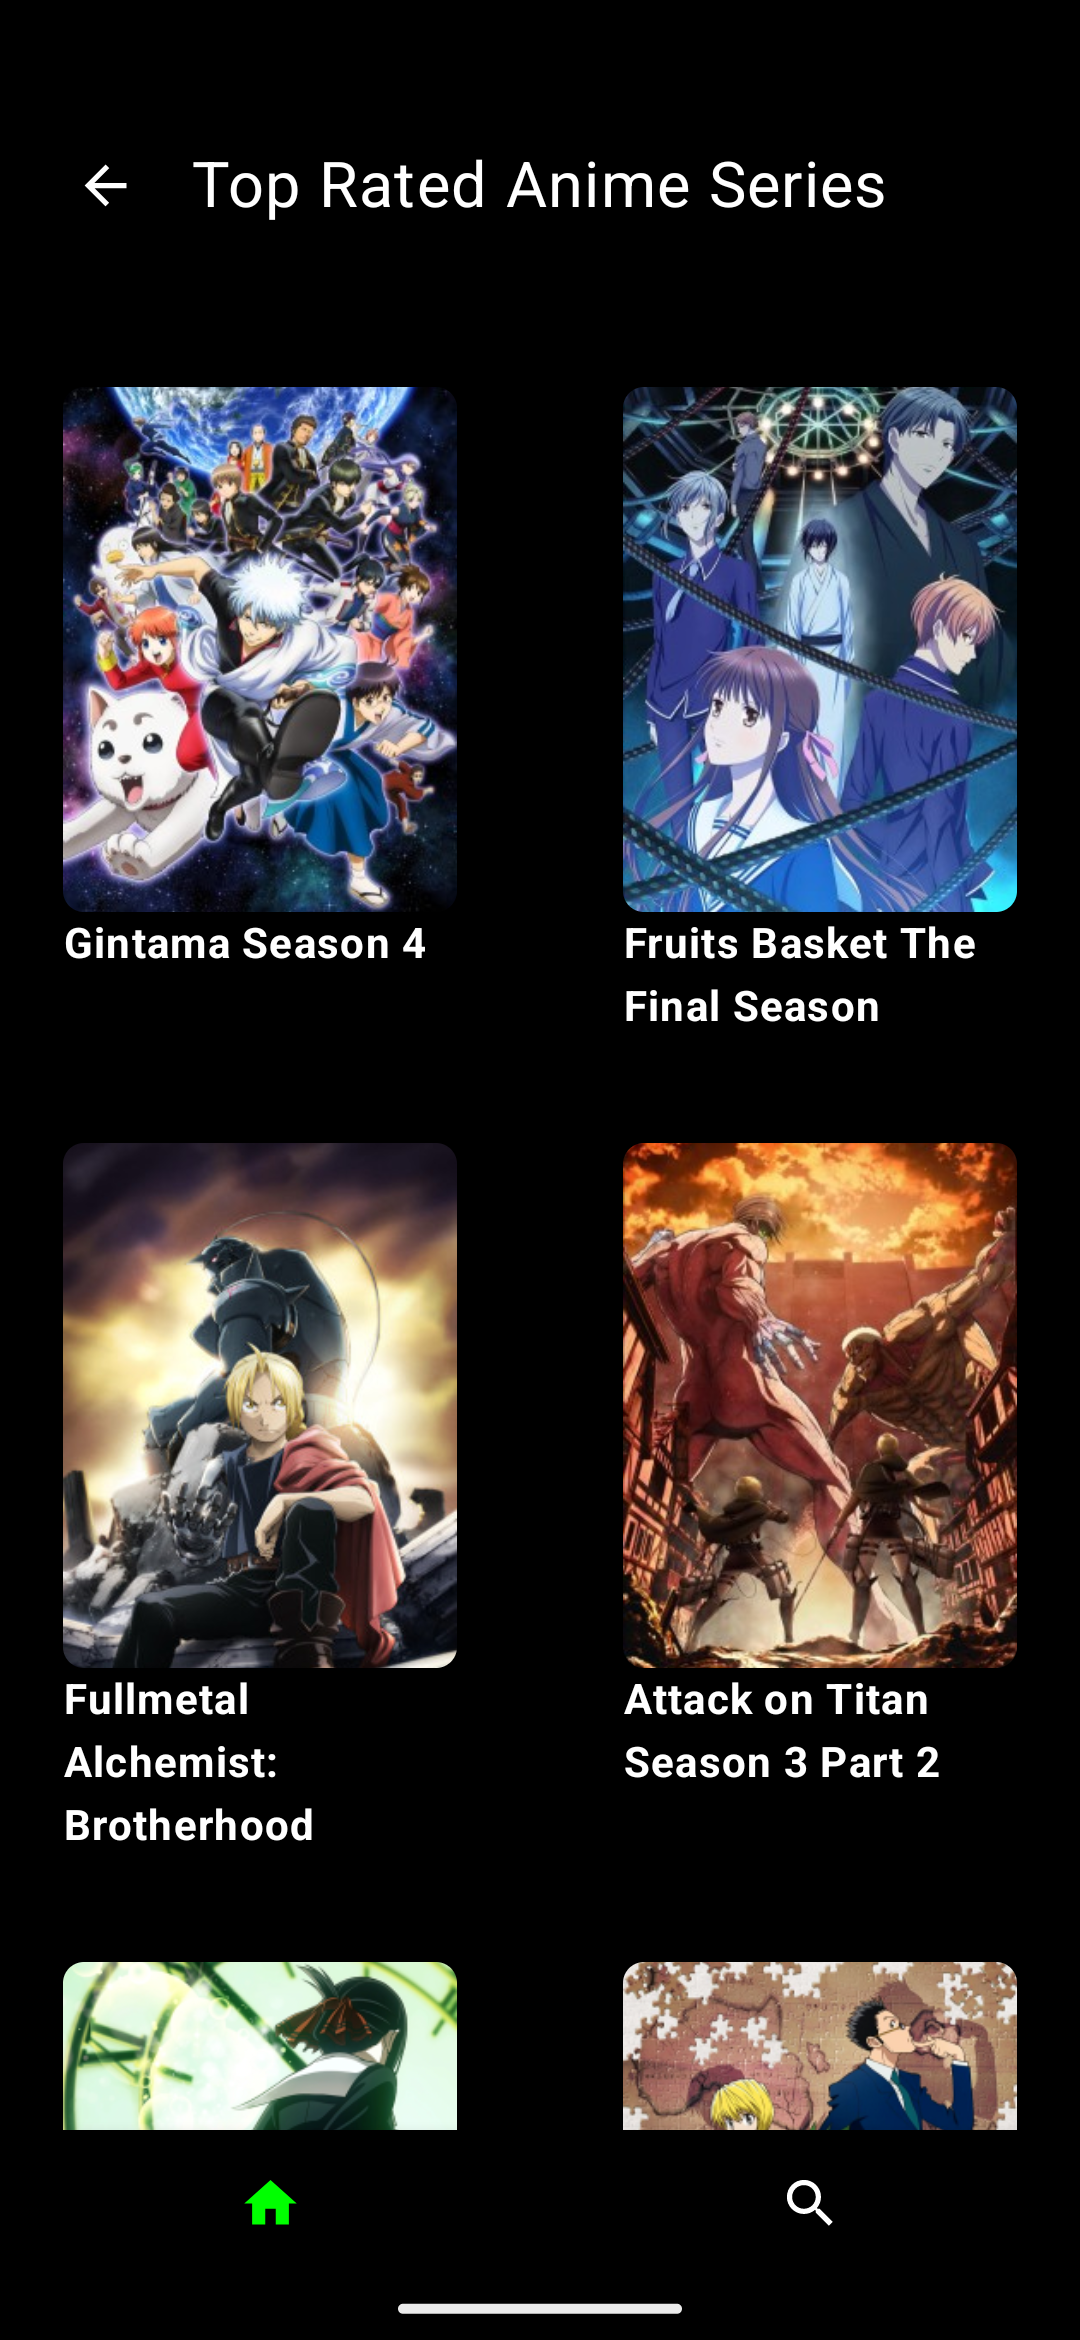 Top Rated Anime Series
Gintama Season 4
Fruits Basket The
Final Season
Fullmetal
Alchemist:
Brotherhood
Attack on Titan
Season 3 Part 2